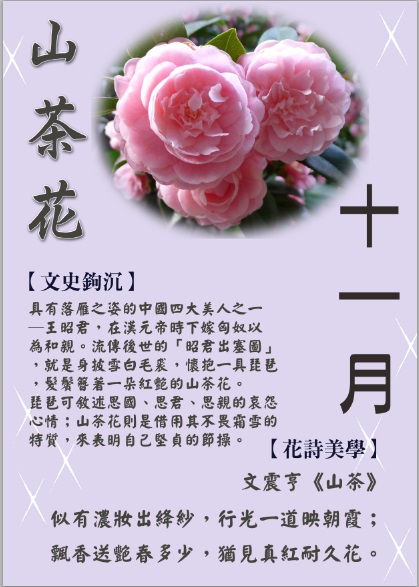 山茶花
十一月
【文史鉤沉】
具有落雁之姿的中國四大美人之一
—王昭君，在漢元帝時下嫁匈奴以
為和親。流傳後世的「昭君出塞圖」
，就是身披雪白毛裘，懷抱一具琵琶
，髮髻簪著一朵紅艷的山茶花。
琵琶可敘述思國、思君、思親的哀怨
心情；山茶花則是借用其不畏霜雪的
特質，來表明自己堅貞的節操。
【花詩美學】
文震亨《山茶》
似有濃妝出絳紗，行光一道映朝霞；
飄香送艷春多少，猶見真紅耐久花。